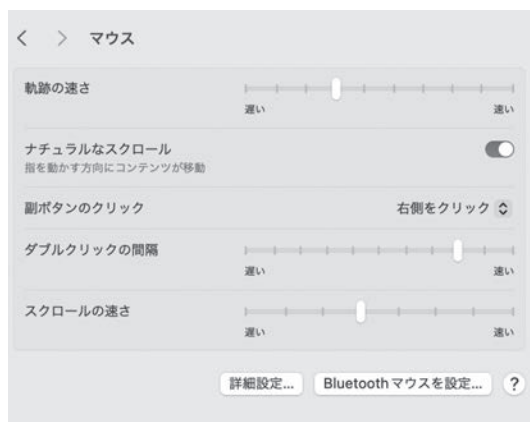 マウス
軌跡の速さ
遅い 速い
ナチュラルなスクロール
指を動かす方向にコンテンツが移動
副ボタンのクリック 右側をクリック
ダブルクリックの間隔
遅い 速い
スクロールの速さ
遅い 速い
詳細設定... Bluetoothマウスを設定... ?